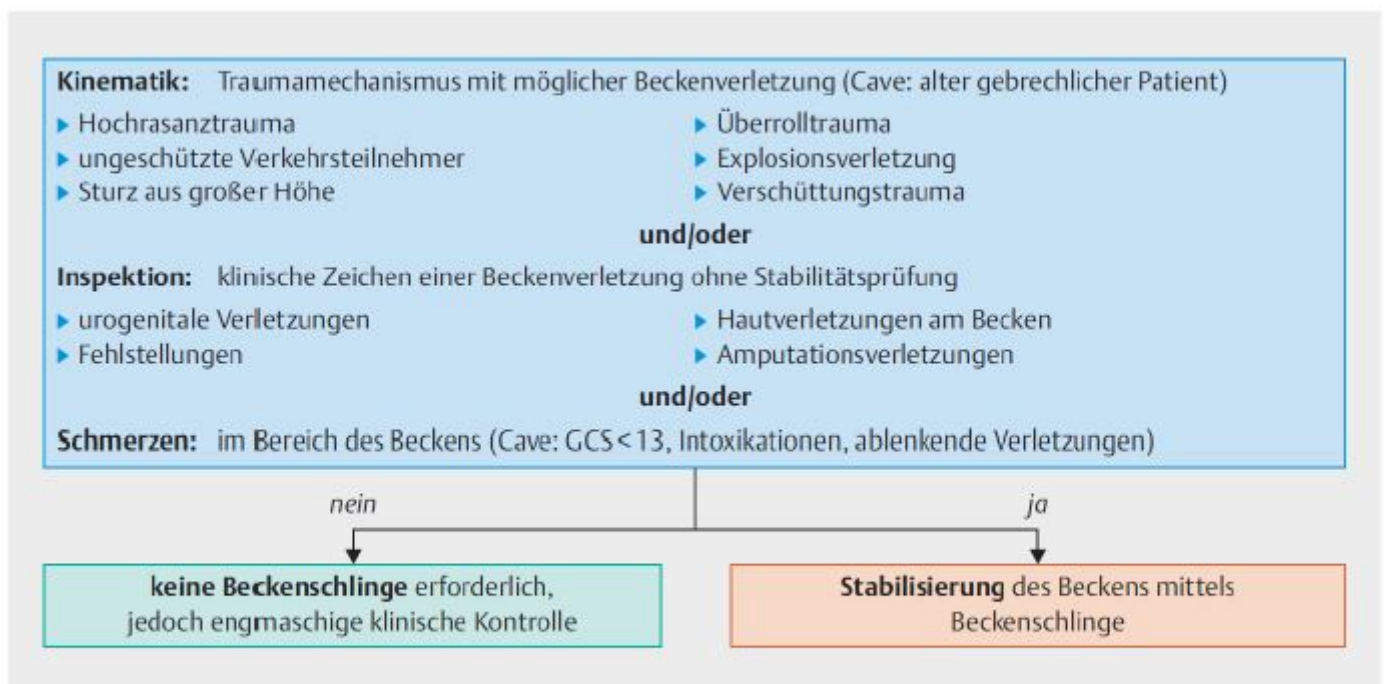 Kinematik: Traumamechanismus mit möglicher Beckenverletzung (Cave: alter gebrechlicher Patient)
▶ Hochrasanztrauma
▶ ungeschützte Verkehrsteilnehmer
▶ Sturz aus großer Höhe
▶ Überrolltrauma
▶ Explosionsverletzung
▶ Verschüttungstrauma
und/oder
Inspektion: klinische Zeichen einer Beckenverletzung ohne Stabilitätsprüfung
▶ urogenitale Verletzungen
▶ Fehlstellungen
▶ Hautverletzungen am Becken
▶ Amputationsverletzungen
und/oder
Schmerzen: im Bereich des Beckens (Cave: GCS < 13, Intoxikationen, ablenkende Verletzungen)
nein
ja
keine Beckenschlinge erforderlich,
jedoch engmaschige klinische Kontrolle
Stabilisierung des Beckens mittels
Beckenschlinge